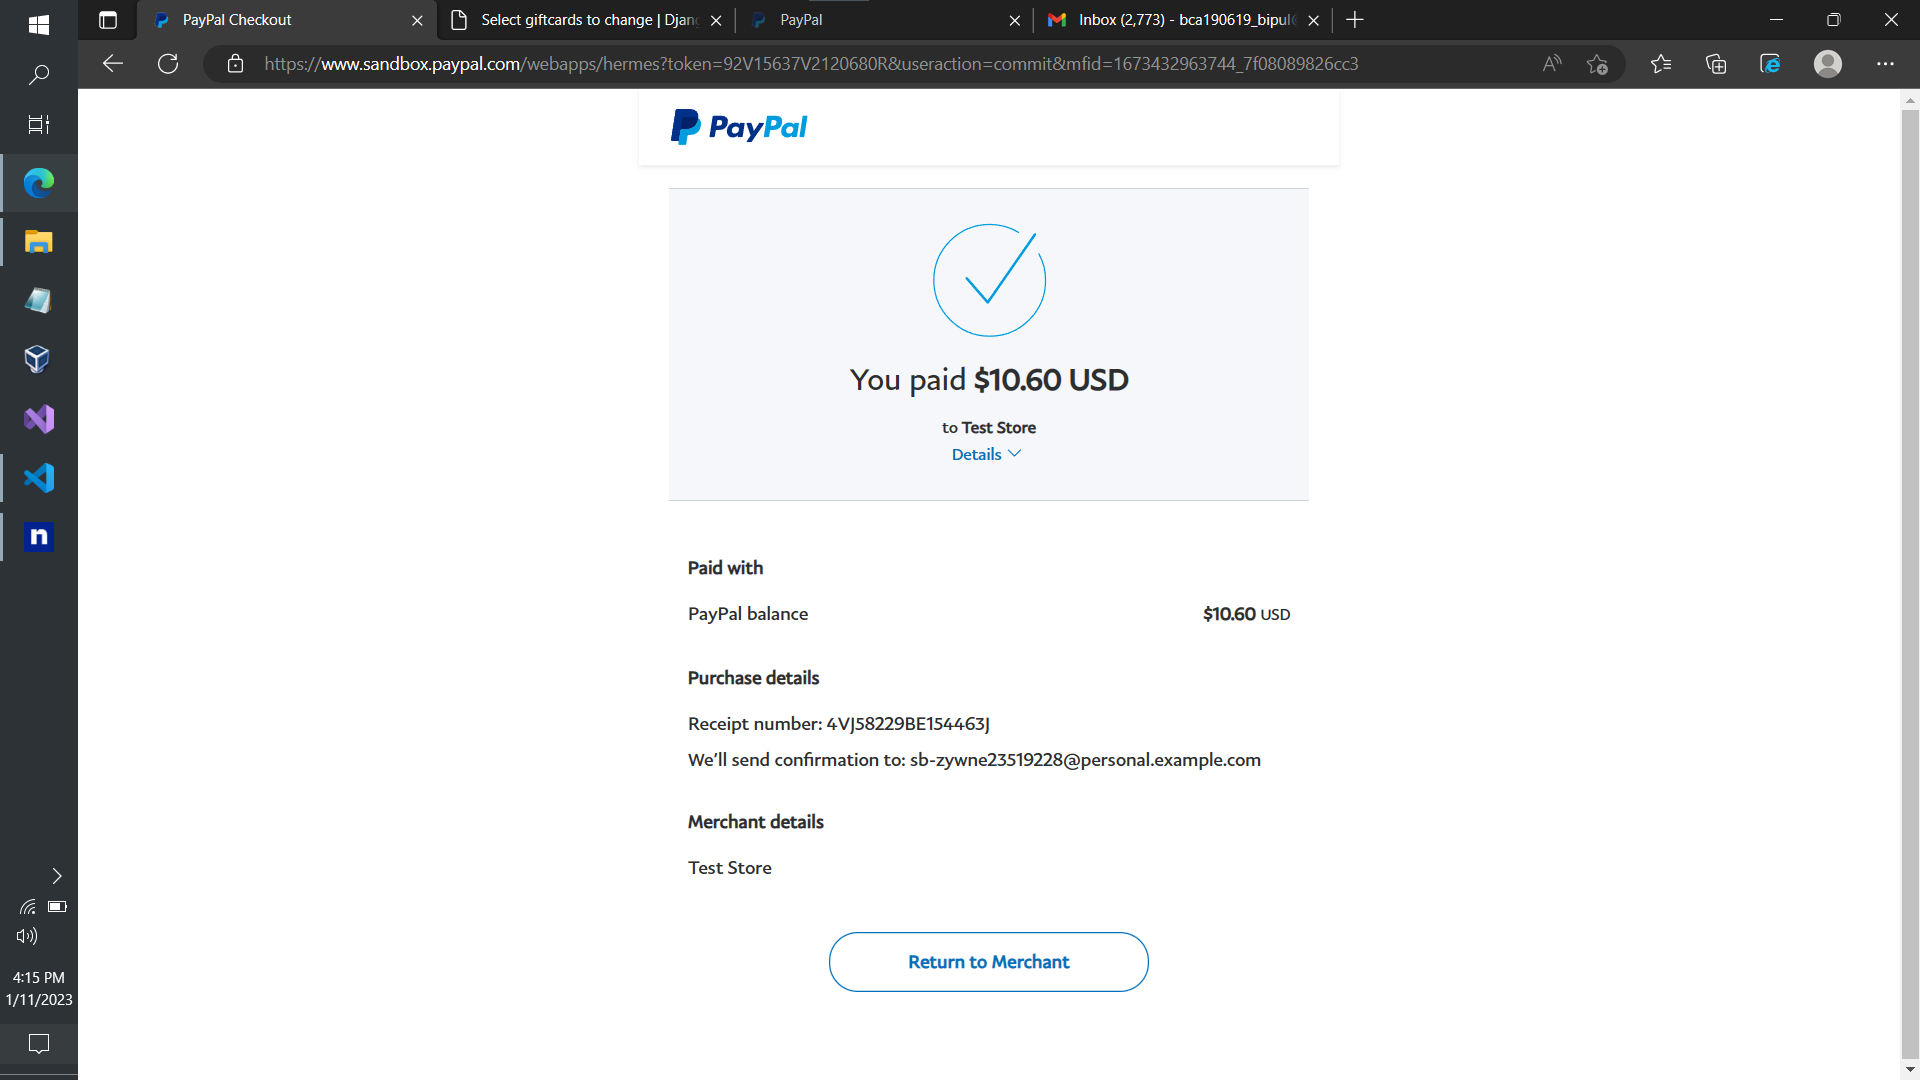 PayPal Checkout
Select giftcards to change | Djan
PayPal
Inbox (2,773) - bca190619_bipul@
https://www.sandbox.paypal.com/webapps/hermes?token=92V15637V2120680R&useraction=commit&mfid=1673432963744_7f08089826cc3
PayPal
You paid $10.60 USD
to Test Store
Details
Paid with
PayPal balance $10.60 USD
Purchase details
Receipt number: 4VJ58229BE154463J
We'll send confirmation to: sb-zywne23519228@personal.example.com
Merchant details
Test Store
Return to Merchant
n
4:15 PM
1/11/2023